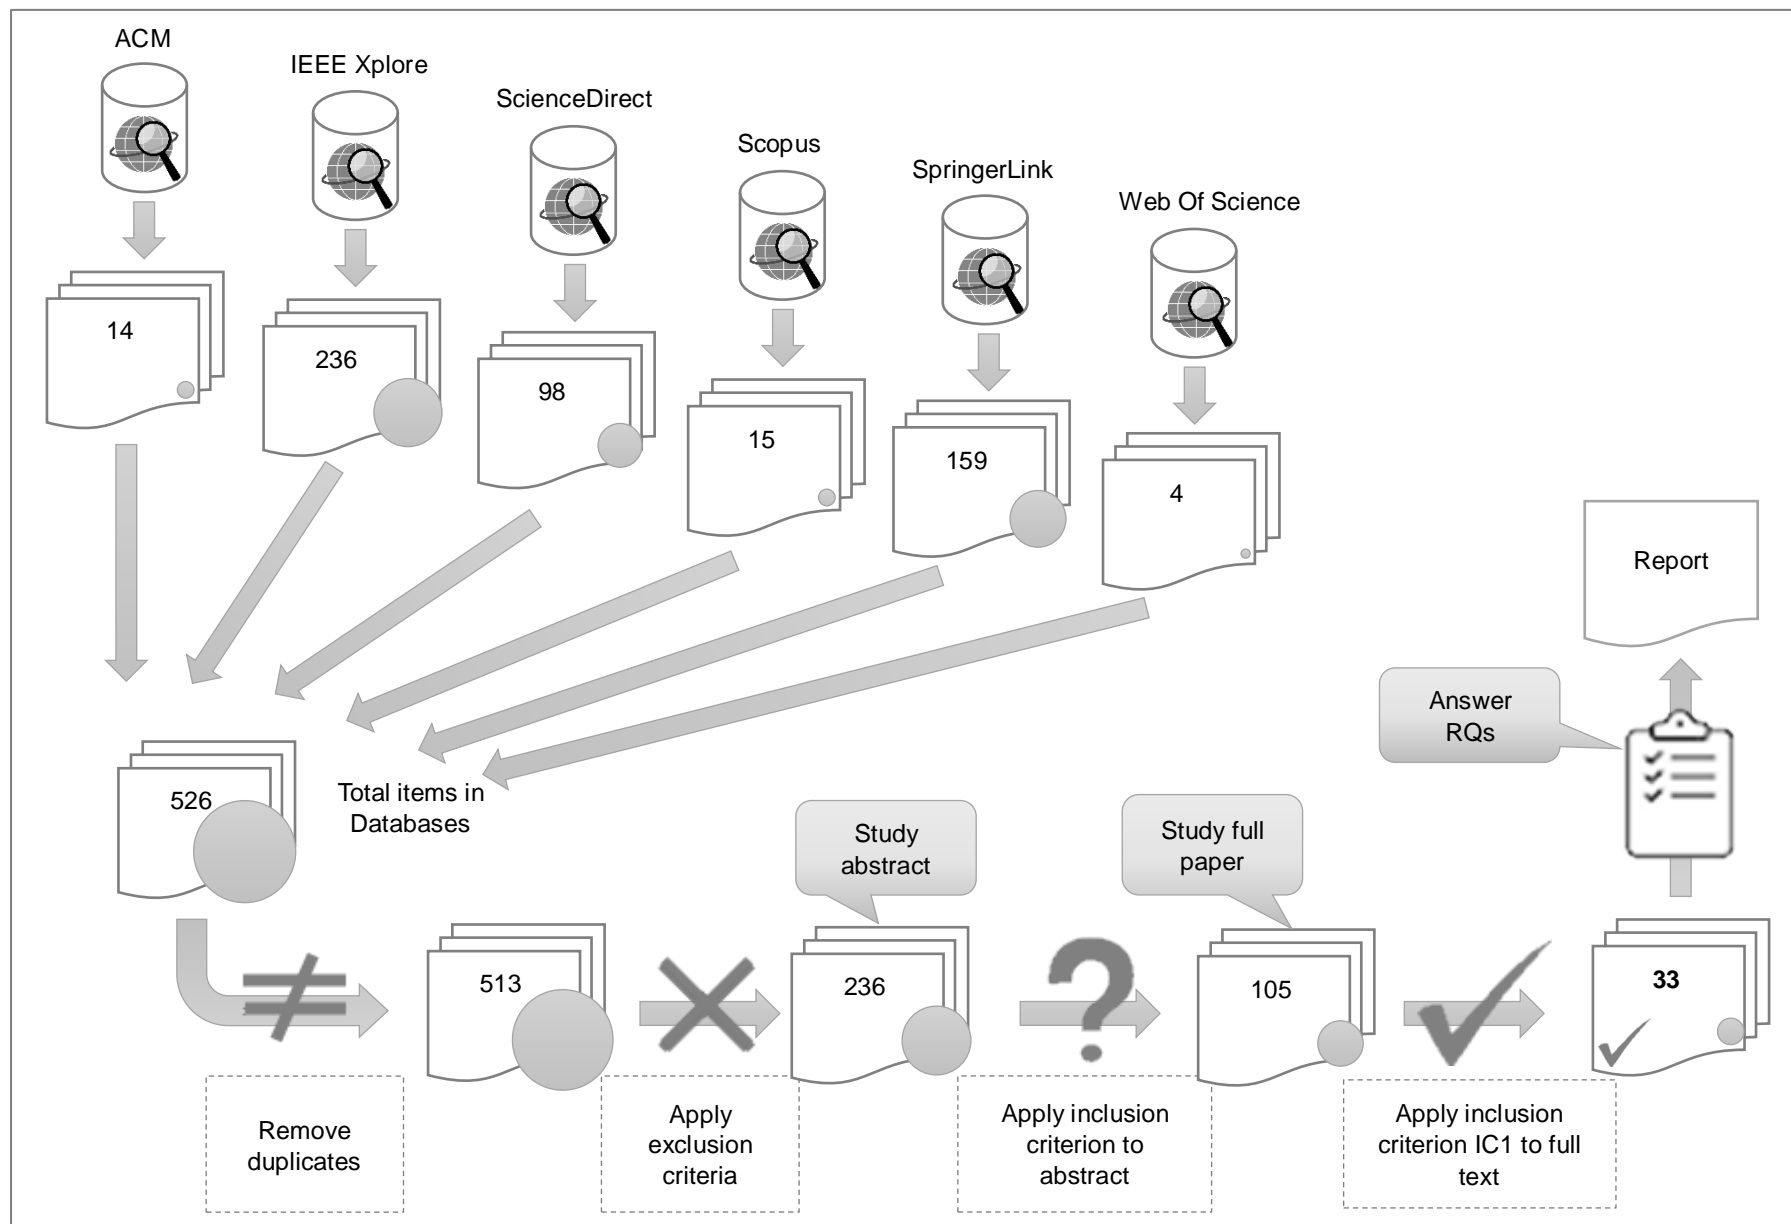 ACM
IEEE Xplore
ScienceDirect
Scopus
SpringerLink
Web Of Science
14
236
98
15
159
4
Report
Answer
RQs
526
Total items in
Databases
Study
abstract
Study full
paper
513
236
105
33
Remove
duplicates
Apply
exclusion
criteria
Apply inclusion
criterion to
abstract
Apply inclusion
criterion IC1 to full
text